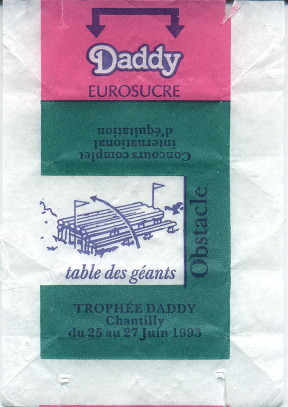 Daddy
EUROSUCRE
Concours complet
international
d'équitation
Obstacle
table des géants
TROPHÉE DADDY
Chantilly
du 25 au 27 Juin 1993